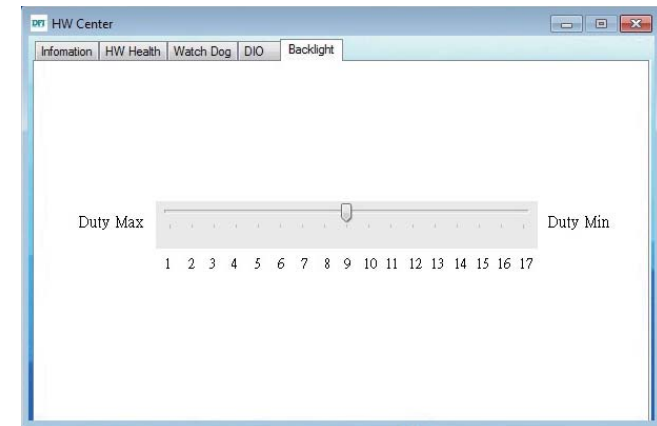 DFI HW Center
Infomation HW Health Watch Dog DIO Backlight
Duty Max Duty Min
1 2 3 4 5 6 7 8 9 10 11 12 13 14 15 16 17